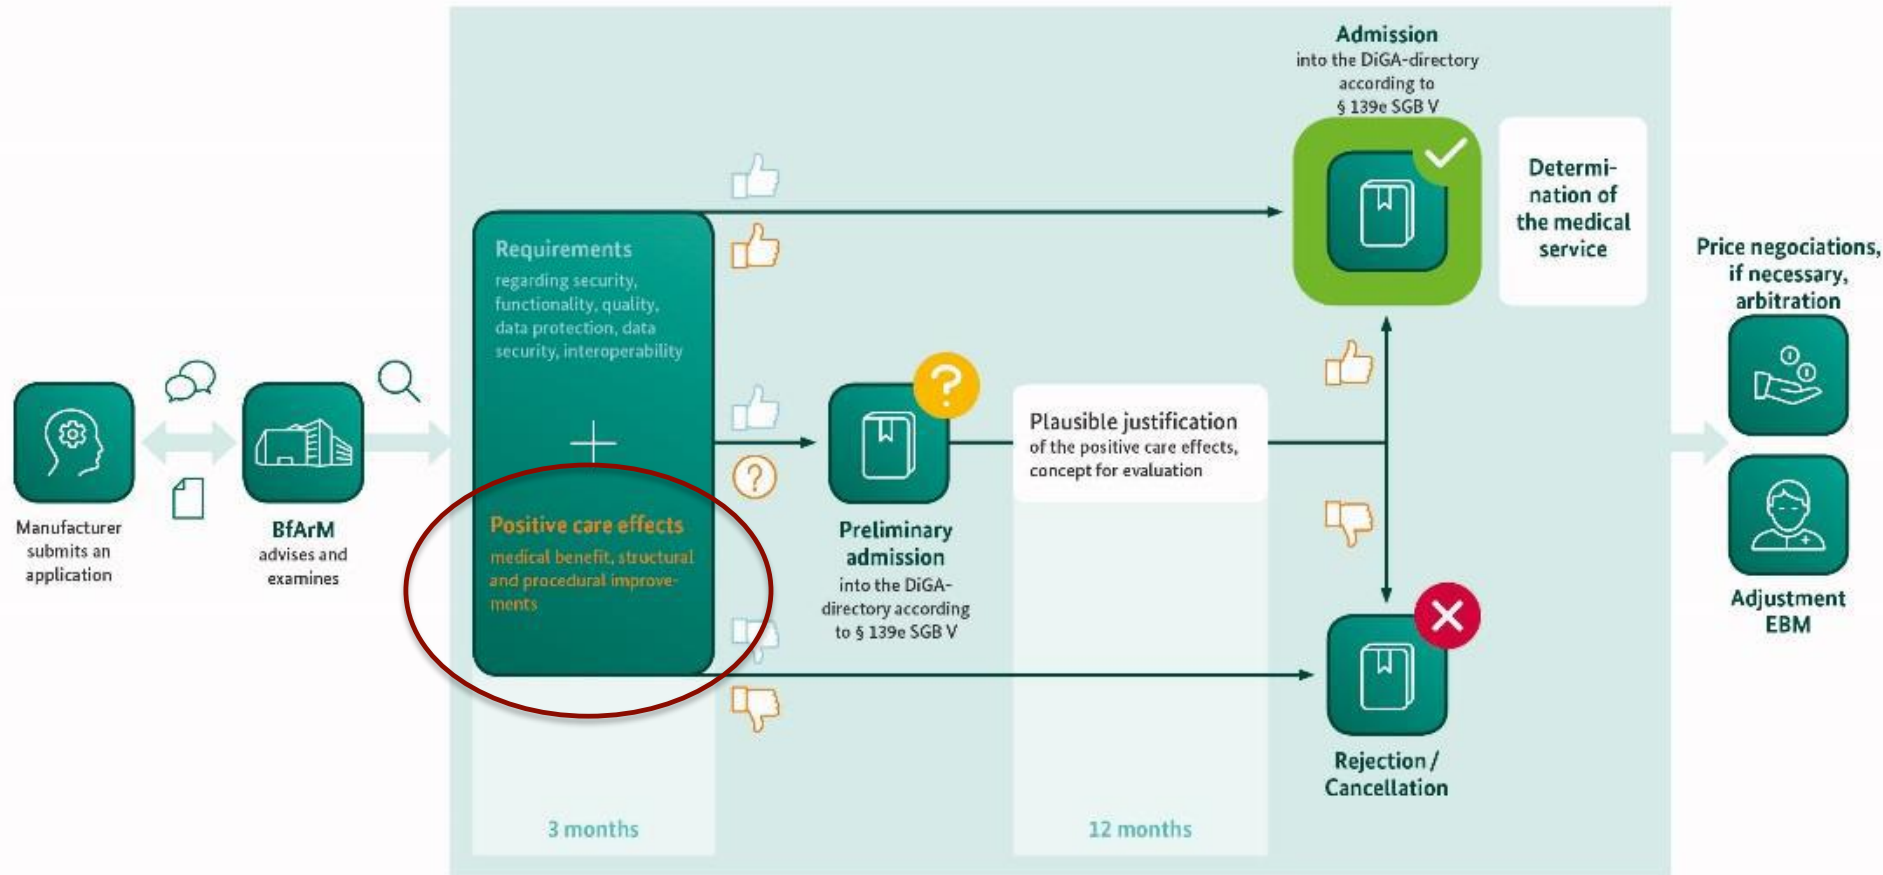 Manufacturer
submits an
application
BfArM
advises and
examines
Requirements
regarding security,
functionality, quality,
data protection, data
security, interoperability
Positive care effects
medical benefit, structural
and procedural improve-
ments
3 months
?
?
Preliminary
admission
into the DiGA-
directory according
to § 139e SGB V
Plausible justification
of the positive care effects,
concept for evaluation
12 months
Admission
into the DiGA-directory
according to
§ 139e SGB V
Determi-
nation of
the medical
service
Rejection /
Cancellation
Price negociations,
if necessary,
arbitration
Adjustment
EBM